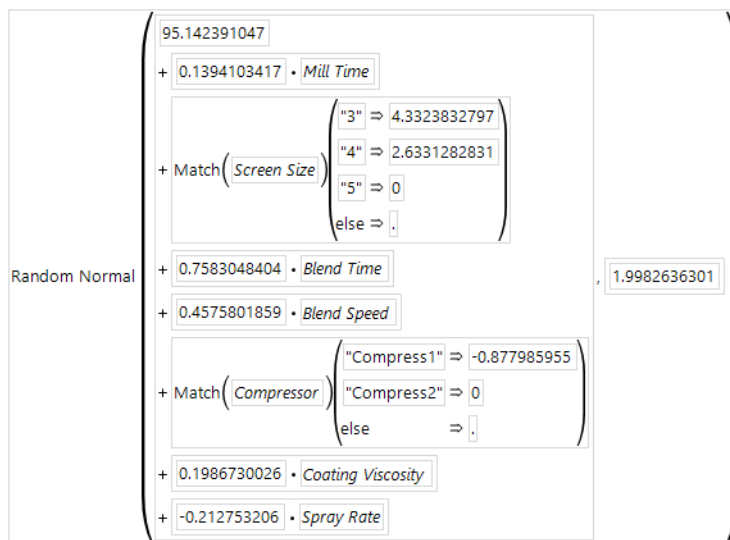 95.142391047
+ 0.1394103417 • Mill Time
"3" ⇒ 4.3323832797
+ Match(Screen Size) "4" ⇒ 2.6331282831
"5" ⇒ 0
else ⇒ .
Random Normal + 0.7583048404 • Blend Time , 1.9982636301
+ 0.4575801859 • Blend Speed
"Compress1" ⇒ -0.877985955
+ Match(Compressor) "Compress2" ⇒ 0
else ⇒ .
+ 0.1986730026 • Coating Viscosity
+ -0.212753206 • Spray Rate